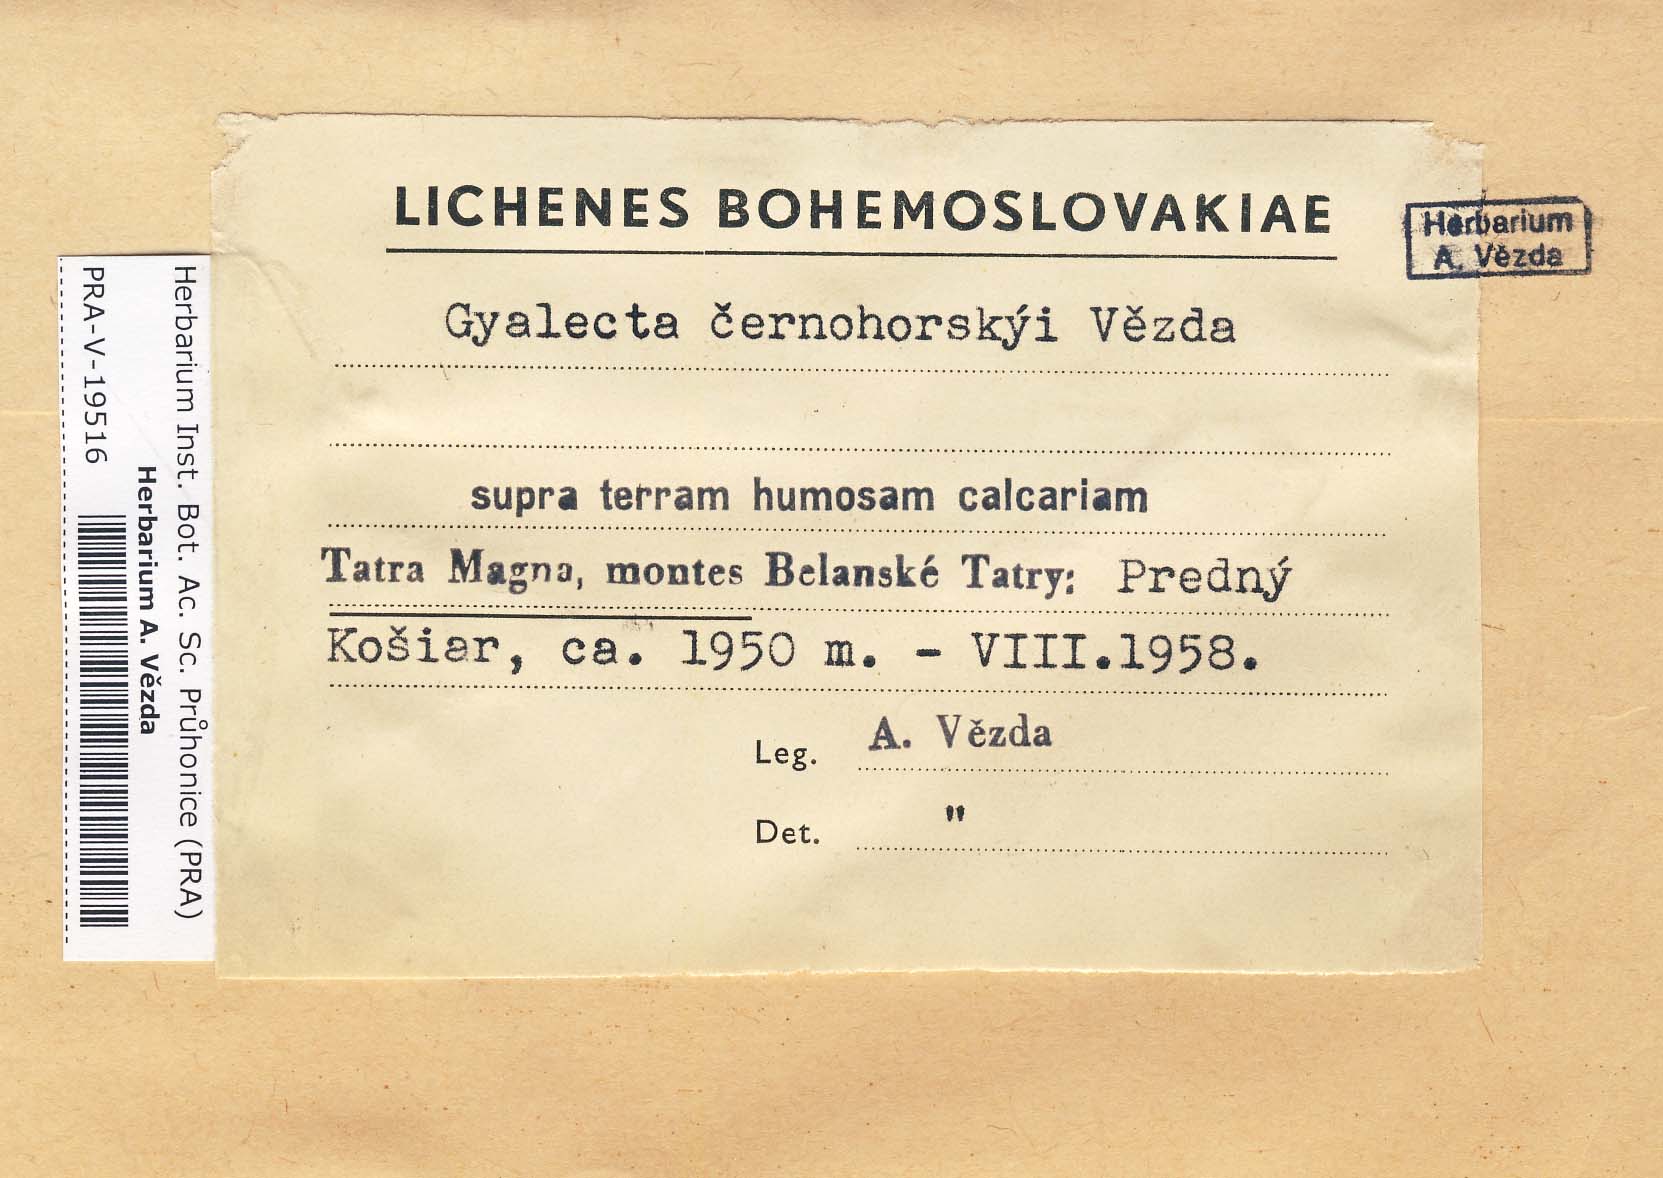 LICHENES BOHEMOSLOVAKIAE
Herbarium
A. Vězda
Gyalecta černohorskýi Vězda
supra terram humosam calcariam
Tatra Magna, montes Belanské Tatry: Predný
Košiar, ca. 1950 m. - VIII.1958.
Leg. A. Vězda
Det. "
Herbarium Inst. Bot. Ac. Sc. Průhonice (PRA)
Herbarium A. Vězda
PRA-V-19516